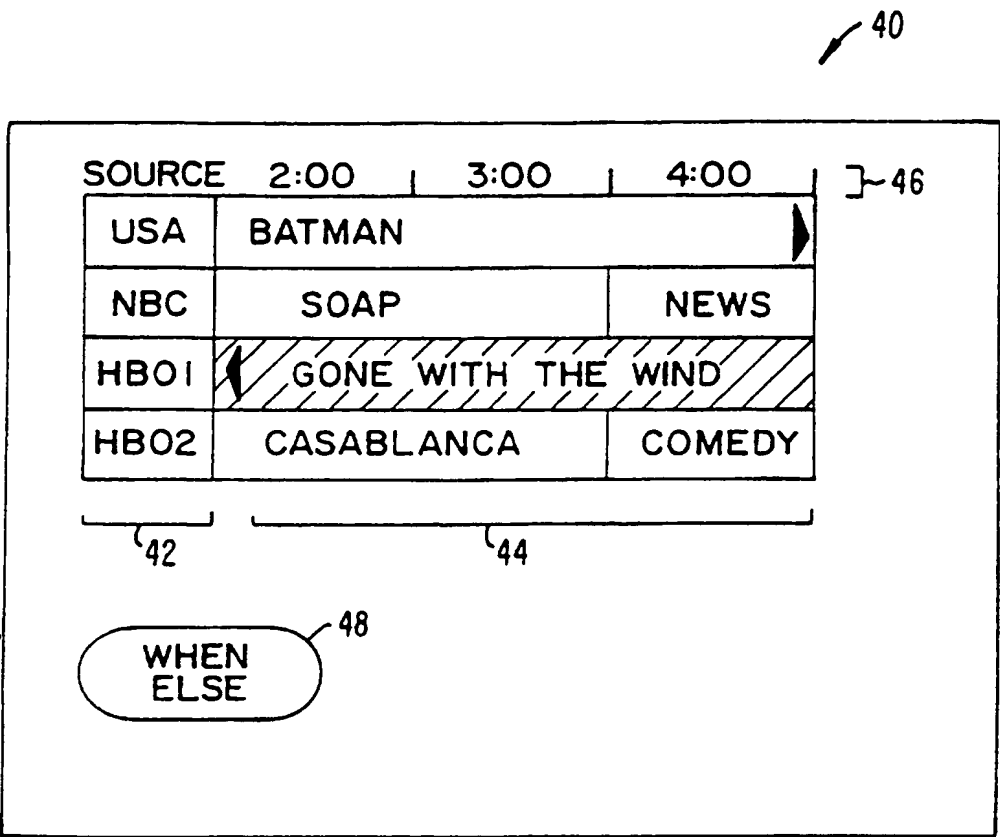 40
SOURCE 2:00 3:00 4:00 46
USA BATMAN
NBC SOAP NEWS
HBO1 GONE WITH THE WIND
HBO2 CASABLANCA COMEDY
42 44
48
WHEN
ELSE